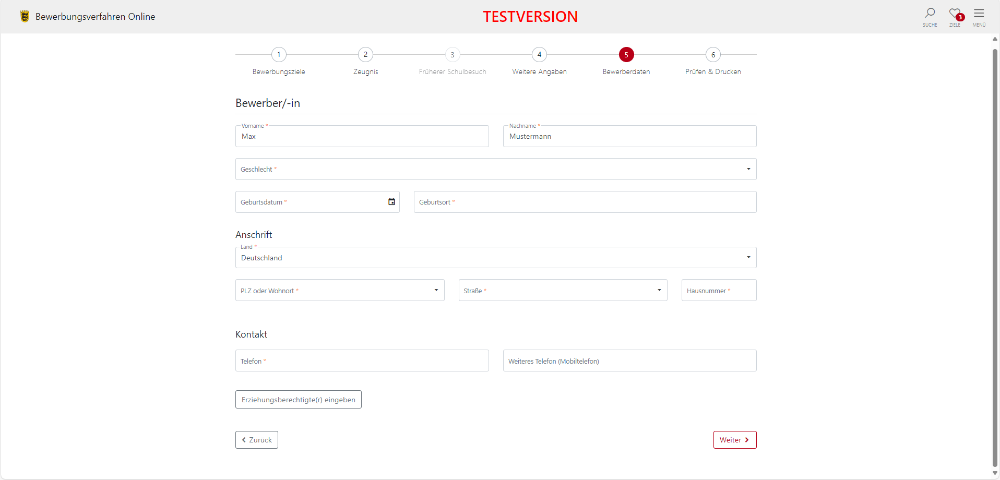 Bewerbungsverfahren Online
TESTVERSION
SUCHE
3
ZIELE
MENÜ
1
2
3
4
5
6
Bewerbungsziele
Zeugnis
Früherer Schulbesuch
Weitere Angaben
Bewerberdaten
Prüfen & Drucken
Bewerber/-in
Vorname *
Max
Nachname *
Mustermann
Geschlecht *
Geburtsdatum *
Geburtsort *
Anschrift
Land *
Deutschland
PLZ oder Wohnort *
Straße *
Hausnummer *
Kontakt
Telefon *
Weiteres Telefon (Mobiltelefon)
Erziehungsberechtigte(r) eingeben
Zurück
Weiter